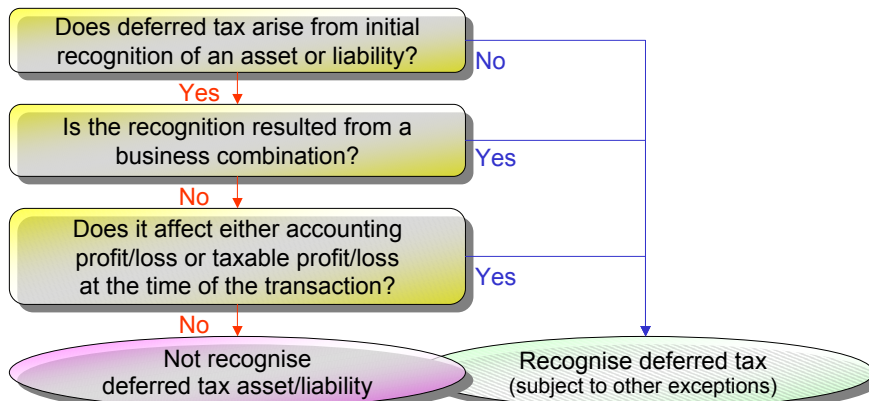 Does deferred tax arise from initial
recognition of an asset or liability?
No
Yes
Is the recognition resulted from a
business combination?
Yes
No
Does it affect either accounting
profit/loss or taxable profit/loss
at the time of the transaction?
Yes
No
Not recognise
deferred tax asset/liability
Recognise deferred tax
(subject to other exceptions)